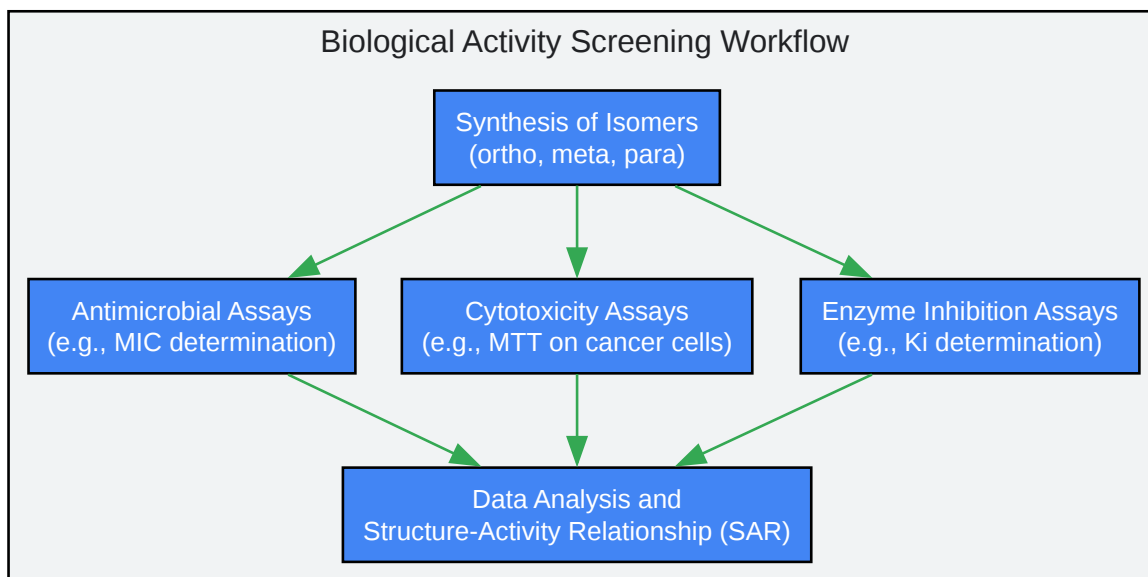 Biological Activity Screening Workflow
Synthesis of Isomers
(ortho, meta, para)
Antimicrobial Assays
(e.g., MIC determination)
Cytotoxicity Assays
(e.g., MTT on cancer cells)
Enzyme Inhibition Assays
(e.g., Ki determination)
Data Analysis and
Structure-Activity Relationship (SAR)